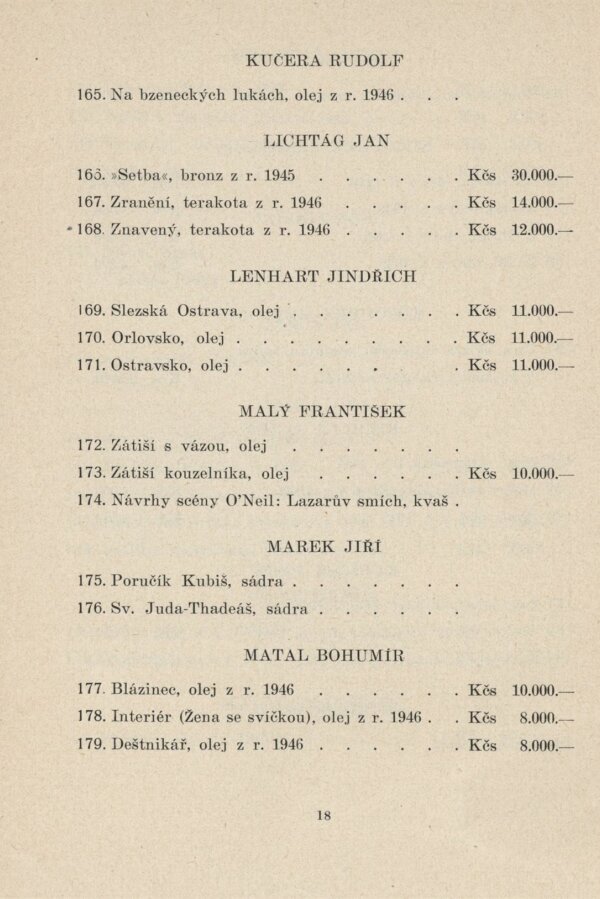 KUČERA RUDOLF
165. Na bzeneckých lukách, olej z r. 1946 . . .
LICHTÁG JAN
166. »Setba«, bronz z r. 1945 . . . . . . Kčs 30.000.—
167. Zranění, terakota z r. 1946 . . . . . Kčs 14.000.—
168. Znavený, terakota z r. 1946 . . . . . Kčs 12.000.—
LENHART JINDŘICH
169. Slezská Ostrava, olej . . . . . . . Kčs 11.000.—
170. Orlovsko, olej . . . . . . . . . Kčs 11.000.—
171. Ostravsko, olej . . . . . . . Kčs 11.000.—
MALÝ FRANTIŠEK
172. Zátiší s vázou, olej . . . . . . .
173. Zátiší kouzelníka, olej . . . . . . Kčs 10.000.—
174. Návrhy scény O'Neil: Lazarův smích, kvaš .
MAREK JIŘÍ
175. Poručík Kubiš, sádra . . . . . . .
176. Sv. Juda-Thadeáš, sádra . . . . . .
MATAL BOHUMÍR
177. Blázinec, olej z r. 1946 . . . . . . Kčs 10.000.—
178. Interiér (Žena se svíčkou), olej z r. 1946 . . Kčs 8.000.—
179. Deštnikář, olej z r. 1946 . . . . . . Kčs 8.000.—
18